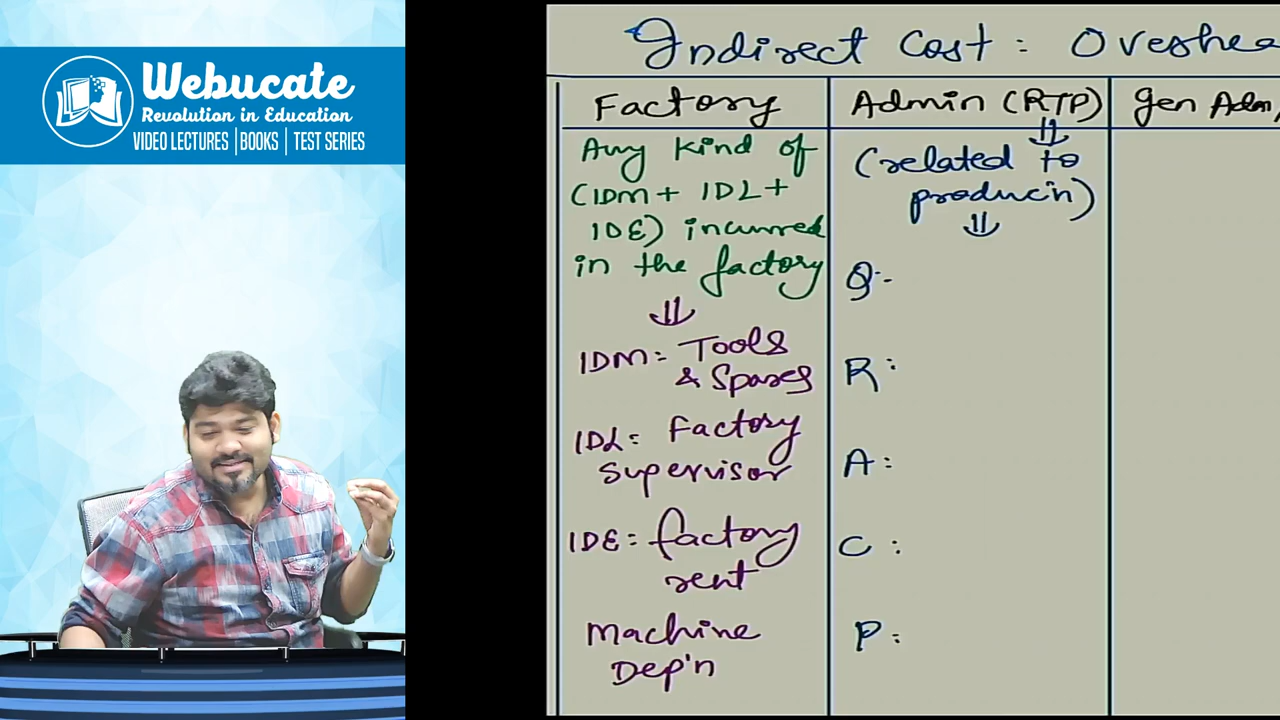 Webucate
Revolution in Education
VIDEO LECTURES | BOOKS | TEST SERIES
Indirect Cost : Overhea
Factory
Any kind of
(IDM + IDL +
IDE) incurred
in the factory
IDM = Tools
& Spares
IDL = Factory
Supervisor
IDE = factory
rent
Machine
Dep'n
Admin (RTP)
(related to
produc'n)
Q:-
R :
A :
C :
P :
gen Adm